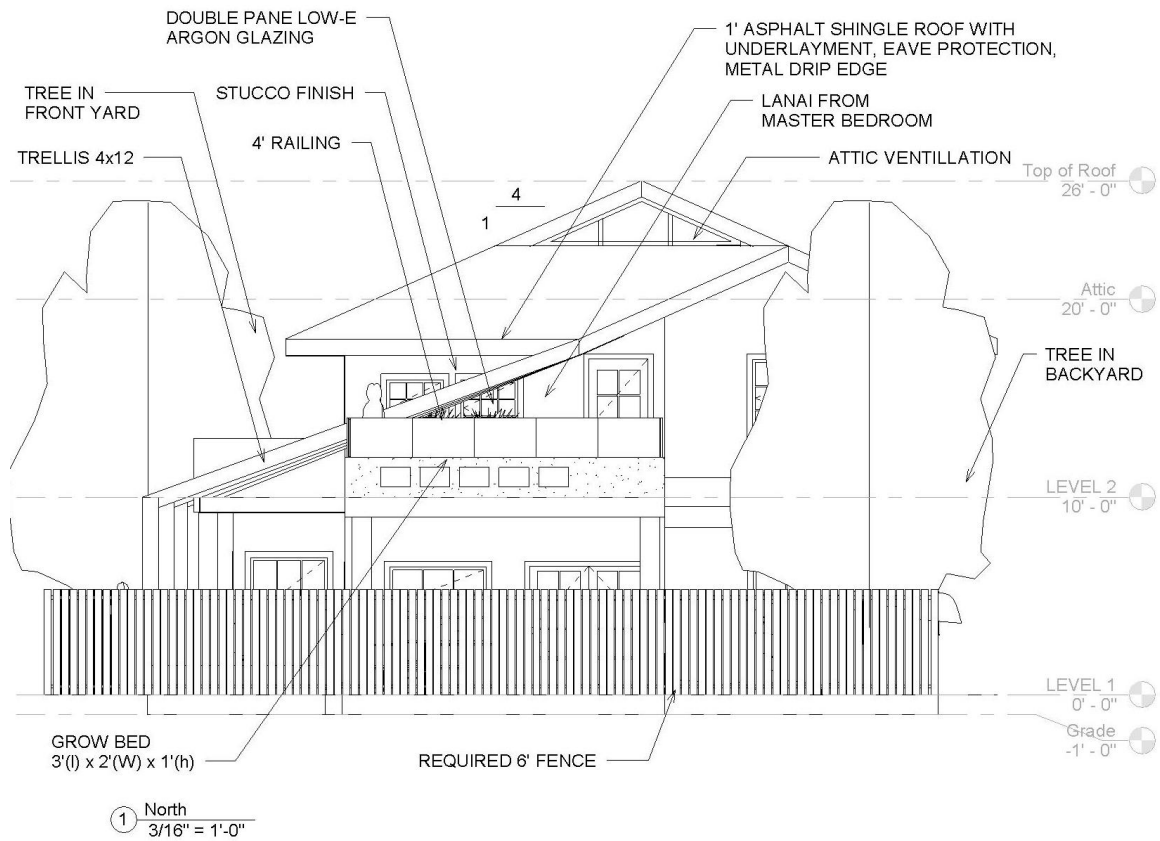 DOUBLE PANE LOW-E
ARGON GLAZING
1' ASPHALT SHINGLE ROOF WITH
UNDERLAYMENT, EAVE PROTECTION,
METAL DRIP EDGE
TREE IN
FRONT YARD
STUCCO FINISH
LANAI FROM
MASTER BEDROOM
4' RAILING
TRELLIS 4x12
ATTIC VENTILLATION
Top of Roof
26' - 0"
4
1
Attic
20' - 0"
TREE IN
BACKYARD
LEVEL 2
10' - 0"
LEVEL 1
0' - 0"
Grade
-1' - 0"
GROW BED
3'(l) x 2'(W) x 1'(h)
REQUIRED 6' FENCE
1 North
3/16" = 1'-0"